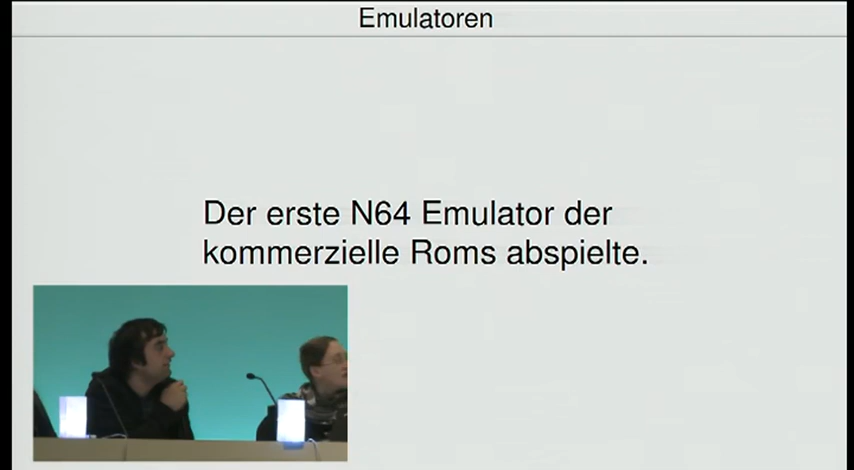 Emulatoren
Der erste N64 Emulator der
kommerzielle Roms abspielte.